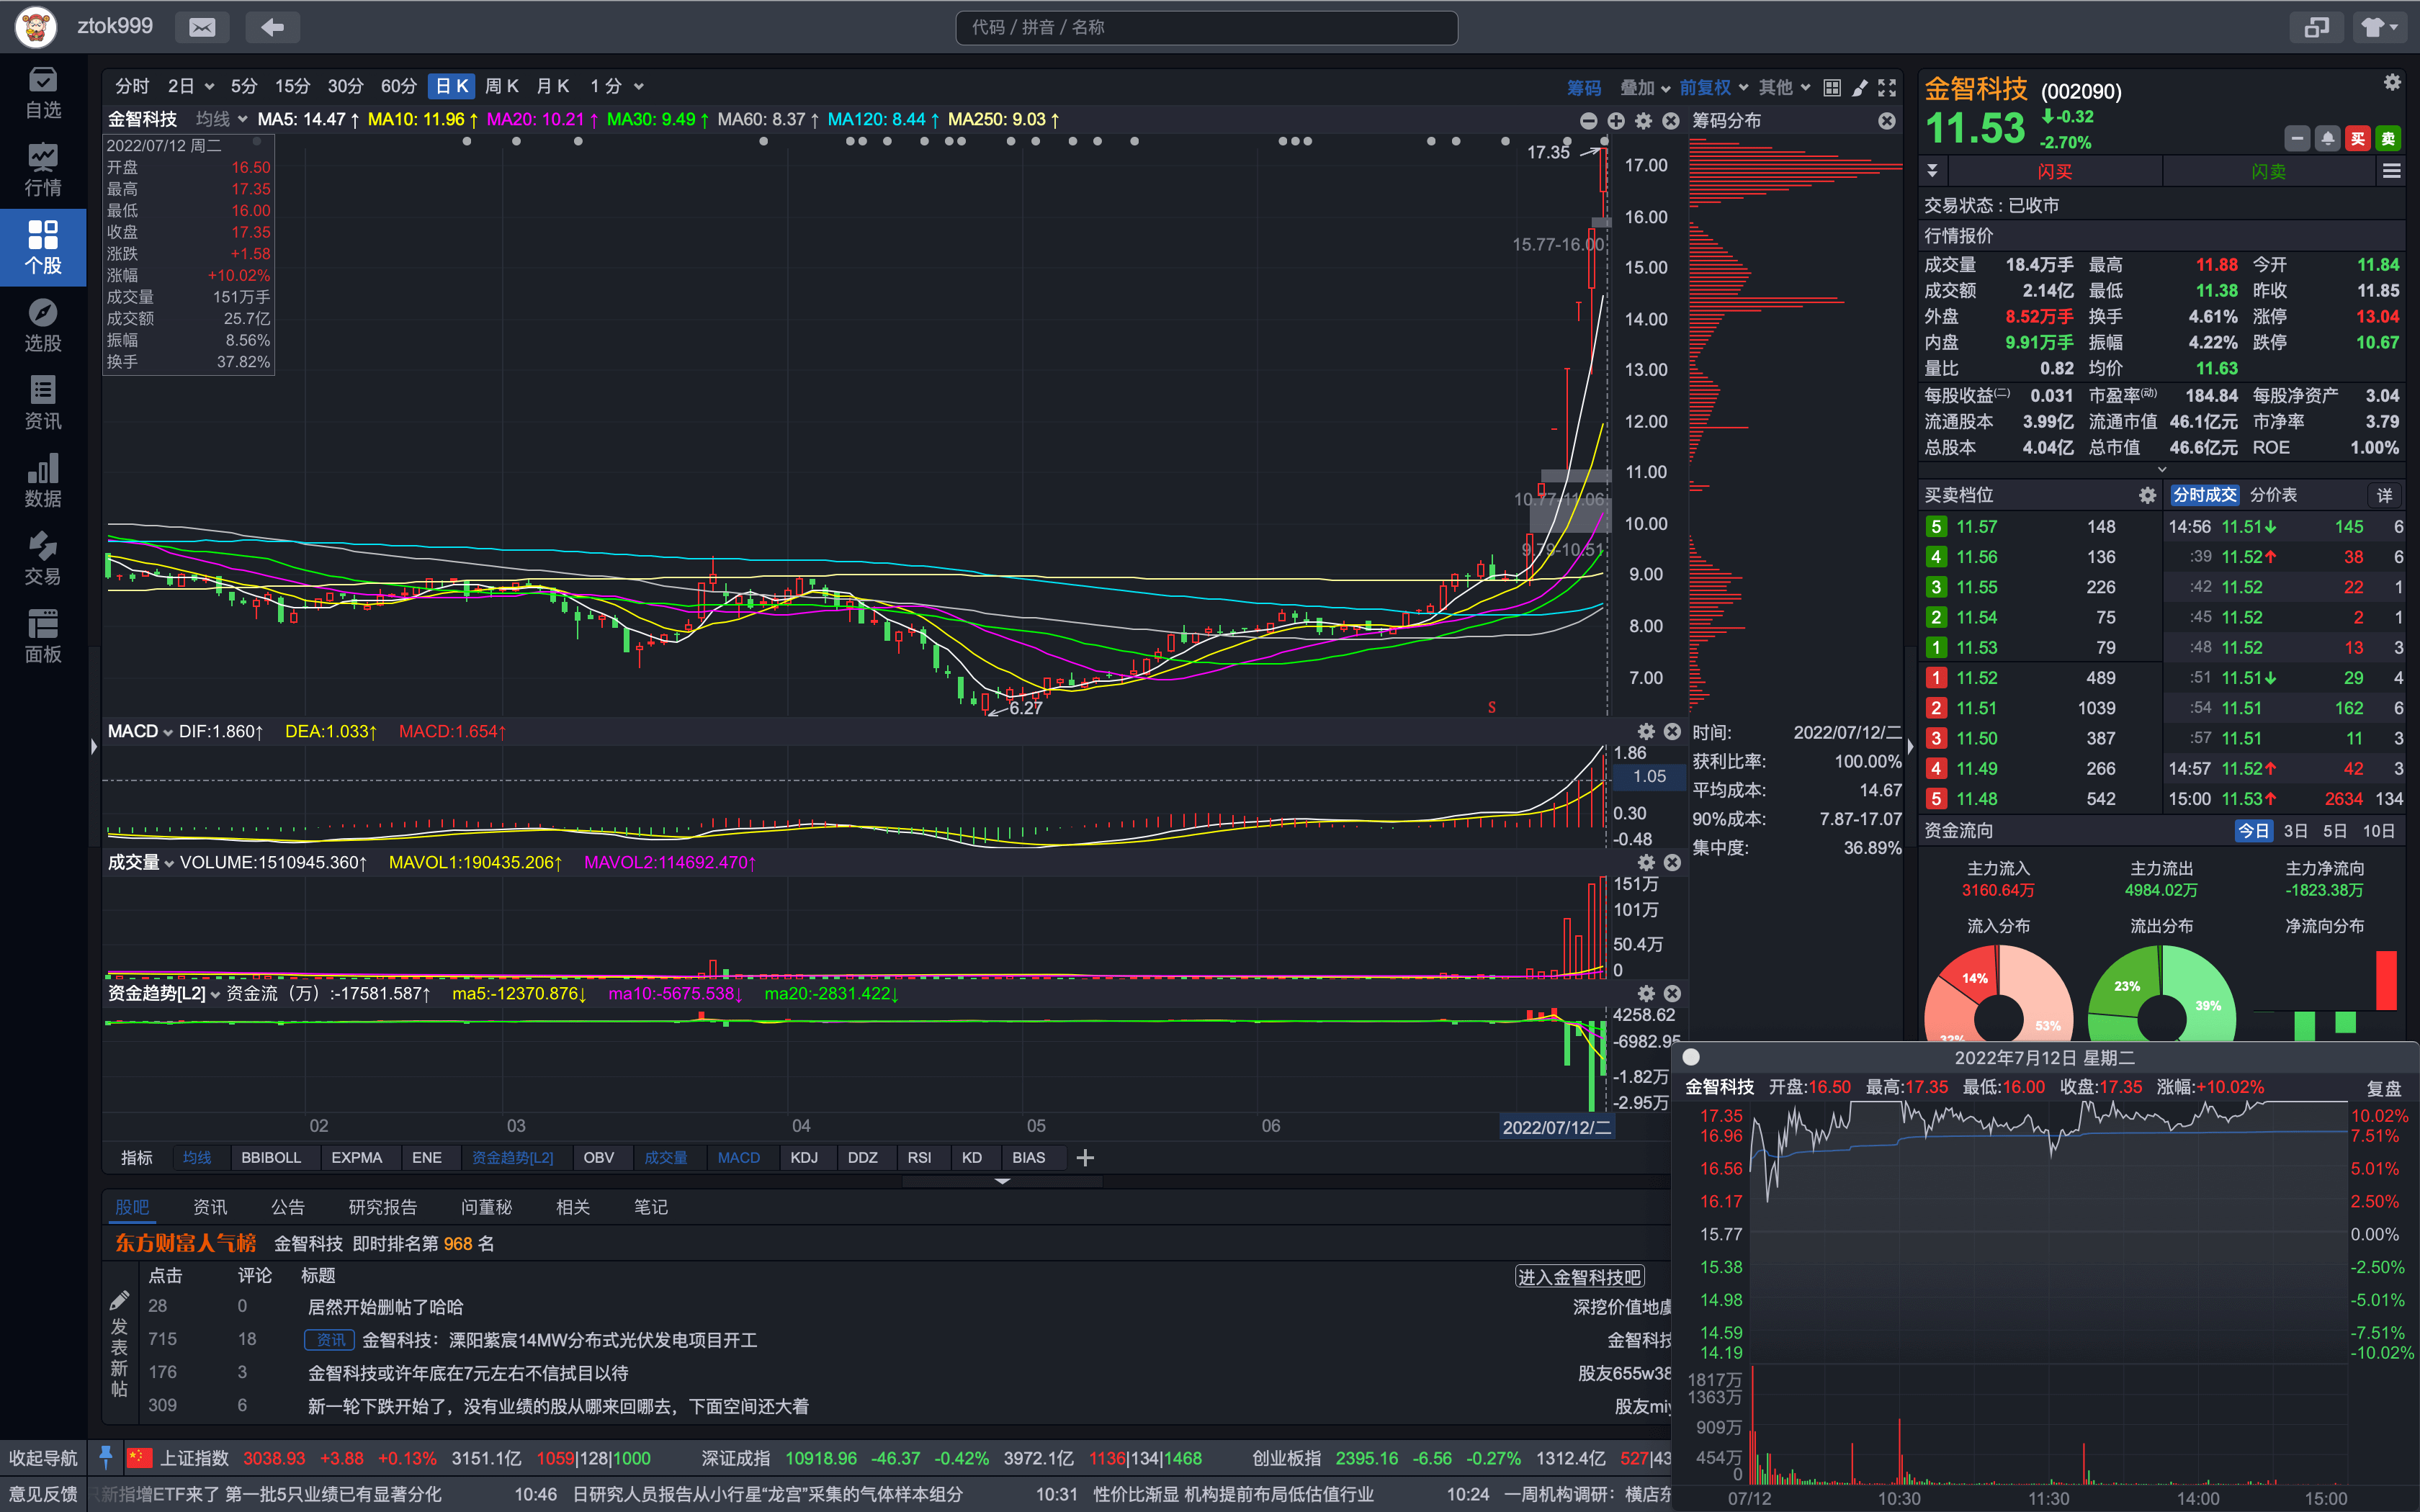 ztok999
代码 / 拼音 / 名称
自选
行情
个股
选股
资讯
数据
交易
面板
收起导航
意见反馈
分时 2日 5分 15分 30分 60分 日K 周K 月K 1分 筹码 叠加 前复权 其他
金智科技 均线 MA5: 14.47↑ MA10: 11.96↑ MA20: 10.21↑ MA30: 9.49↑ MA60: 8.37↑ MA120: 8.44↑ MA250: 9.03↑
2022/07/12 周二
开盘 16.50
最高 17.35
最低 16.00
收盘 17.35
涨跌 +1.58
涨幅 +10.02%
成交量 151万手
成交额 25.7亿
振幅 8.56%
换手 37.82%
17.35
15.77-16.00
10.77-11.06
9.79-10.51
6.27
S
17.00
16.00
15.00
14.00
13.00
12.00
11.00
10.00
9.00
8.00
7.00
MACD DIF:1.860↑ DEA:1.033↑ MACD:1.654↑
1.86
1.05
0.30
-0.48
成交量 VOLUME:1510945.360↑ MAVOL1:190435.206↑ MAVOL2:114692.470↑
151万
101万
50.4万
0
资金趋势[L2] 资金流（万）:-17581.587↑ ma5:-12370.876↓ ma10:-5675.538↓ ma20:-2831.422↓
4258.62
-6982.95
-1.82万
-2.95万
02 03 04 05 06 2022/07/12/二
指标 均线 BBIBOLL EXPMA ENE 资金趋势[L2] OBV 成交量 MACD KDJ DDZ RSI KD BIAS
筹码分布
时间: 2022/07/12/二
获利比率: 100.00%
平均成本: 14.67
90%成本: 7.87-17.07
集中度: 36.89%
股吧 资讯 公告 研究报告 问董秘 相关 笔记
东方财富人气榜 金智科技 即时排名第 968 名
发表新帖
点击 评论 标题 进入金智科技吧
28 0 居然开始删帖了哈哈 深挖价值地
715 18 资讯 金智科技：溧阳紫宸14MW分布式光伏发电项目开工 金智科技
176 3 金智科技或许年底在7元左右不信拭目以待 股友655w38
309 6 新一轮下跌开始了，没有业绩的股从哪来回哪去，下面空间还大着 股友miy
金智科技 (002090)
11.53 -0.32
-2.70%
买 卖
闪买 闪卖
交易状态 : 已收市
行情报价
成交量 18.4万手 最高 11.88 今开 11.84
成交额 2.14亿 最低 11.38 昨收 11.85
外盘 8.52万手 换手 4.61% 涨停 13.04
内盘 9.91万手 振幅 4.22% 跌停 10.67
量比 0.82 均价 11.63
每股收益(二) 0.031 市盈率(动) 184.84 每股净资产 3.04
流通股本 3.99亿 流通市值 46.1亿元 市净率 3.79
总股本 4.04亿 总市值 46.6亿元 ROE 1.00%
买卖档位
5 11.57 148
4 11.56 136
3 11.55 226
2 11.54 75
1 11.53 79
1 11.52 489
2 11.51 1039
3 11.50 387
4 11.49 266
5 11.48 542
分时成交 分价表 详
14:56 11.51↓ 145 6
:39 11.52↑ 38 6
:42 11.52 22 1
:45 11.52 2 1
:48 11.52 13 3
:51 11.51↓ 29 4
:54 11.51 162 6
:57 11.51 11 3
14:57 11.52↑ 42 3
15:00 11.53↑ 2634 134
资金流向 今日 3日 5日 10日
主力流入 主力流出 主力净流向
3160.64万 4984.02万 -1823.38万
流入分布 流出分布 净流向分布
14% 53% 32%
23% 39%
2022年7月12日 星期二
金智科技 开盘:16.50 最高:17.35 最低:16.00 收盘:17.35 涨幅:+10.02% 复盘
17.35 10.02%
16.96 7.51%
16.56 5.01%
16.17 2.50%
15.77 0.00%
15.38 -2.50%
14.98 -5.01%
14.59 -7.51%
14.19 -10.02%
1817万
1363万
909万
454万
0
07/12 10:30 11:30 14:00 15:00
上证指数 3038.93 +3.88 +0.13% 3151.1亿 1059|128|1000 深证成指 10918.96 -46.37 -0.42% 3972.1亿 1136|134|1468 创业板指 2395.16 -6.56 -0.27% 1312.4亿 527|43
新指增ETF来了 第一批5只业绩已有显著分化 10:46 日研究人员报告从小行星“龙宫”采集的气体样本组分 10:31 性价比渐显 机构提前布局低估值行业 10:24 一周机构调研：横店东